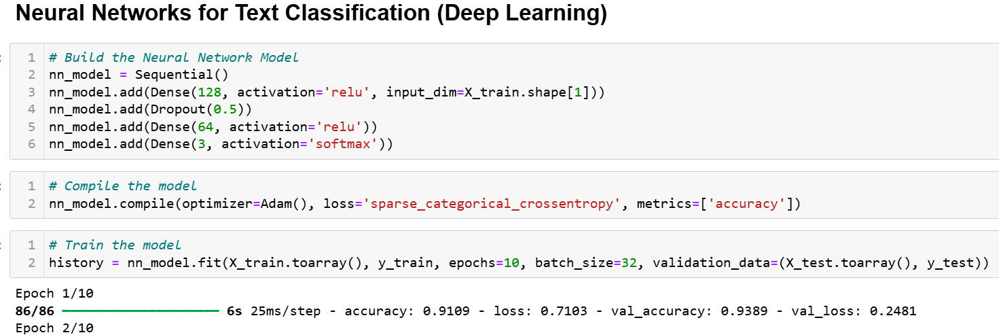 Neural Networks for Text Classification (Deep Learning)
1 # Build the Neural Network Model
2 nn_model = Sequential()
3 nn_model.add(Dense(128, activation='relu', input_dim=X_train.shape[1]))
4 nn_model.add(Dropout(0.5))
5 nn_model.add(Dense(64, activation='relu'))
6 nn_model.add(Dense(3, activation='softmax'))
1 # Compile the model
2 nn_model.compile(optimizer=Adam(), loss='sparse_categorical_crossentropy', metrics=['accuracy'])
1 # Train the model
2 history = nn_model.fit(X_train.toarray(), y_train, epochs=10, batch_size=32, validation_data=(X_test.toarray(), y_test))
Epoch 1/10
86/86 ━━━━━━━━━━━━━━━━━━━━ 6s 25ms/step - accuracy: 0.9109 - loss: 0.7103 - val_accuracy: 0.9389 - val_loss: 0.2481
Epoch 2/10